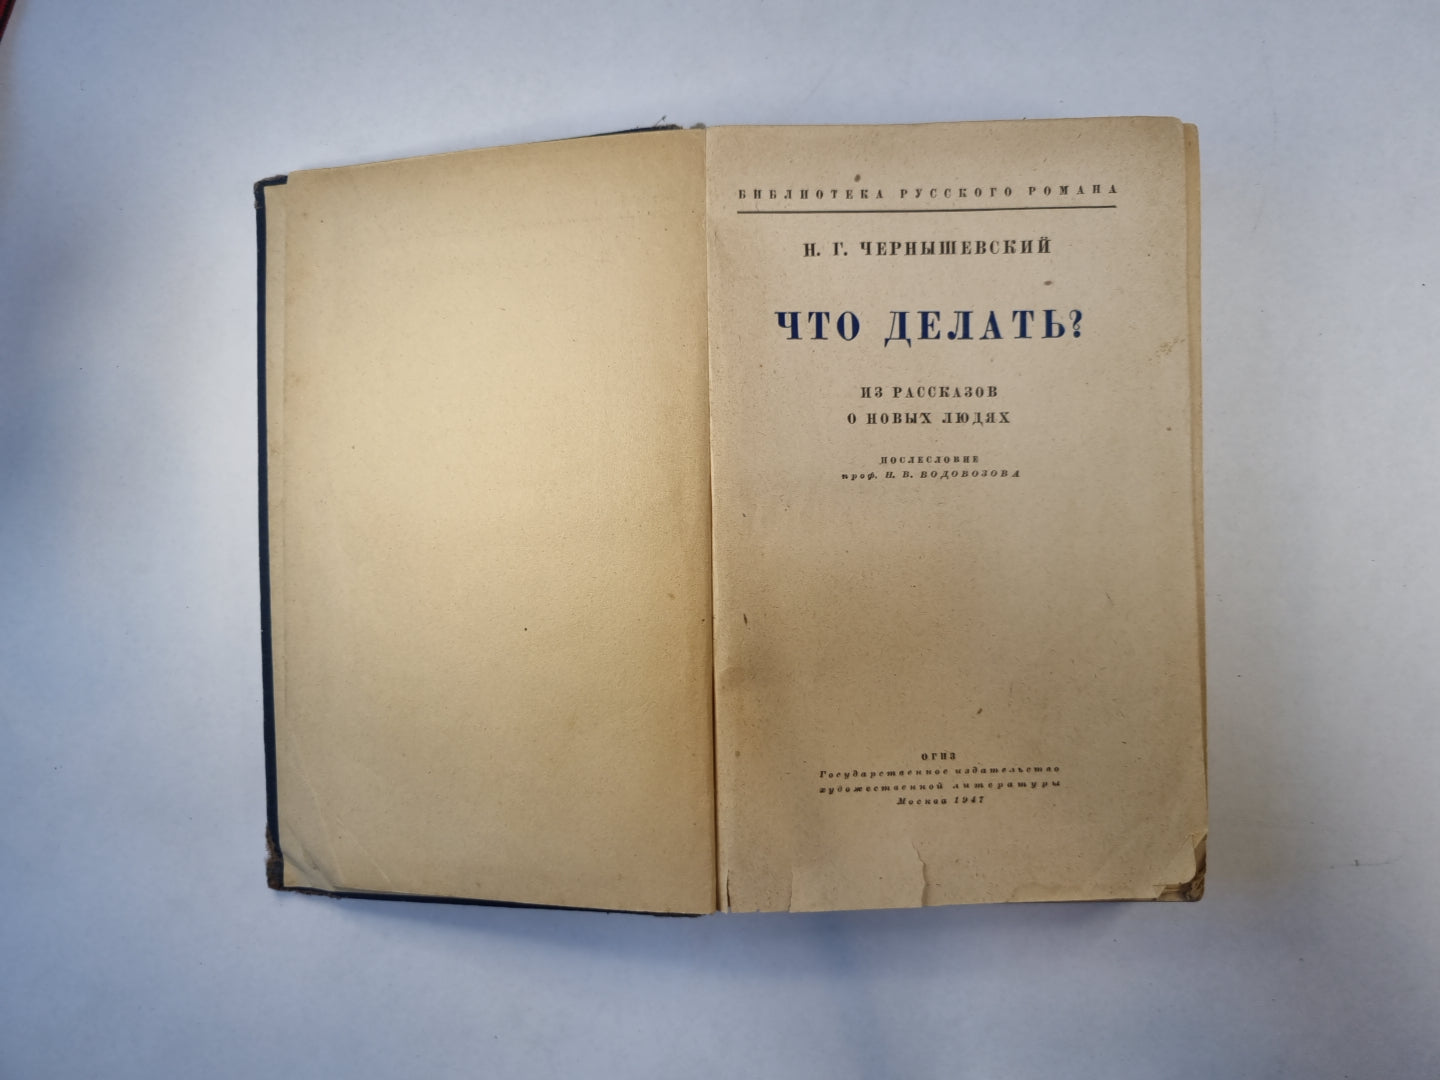 БИБЛИОТЕКА РУССКОГО РОМАНА
Н. Г. ЧЕРНЫШЕВСКИЙ
ЧТО ДЕЛАТЬ?
ИЗ РАССКАЗОВ
О НОВЫХ ЛЮДЯХ
ПОСЛЕСЛОВИЕ
проф. Н. В. ВОДОВОЗОВА
ОГИЗ
Государственное издательство
художественной литературы
Москва 1947